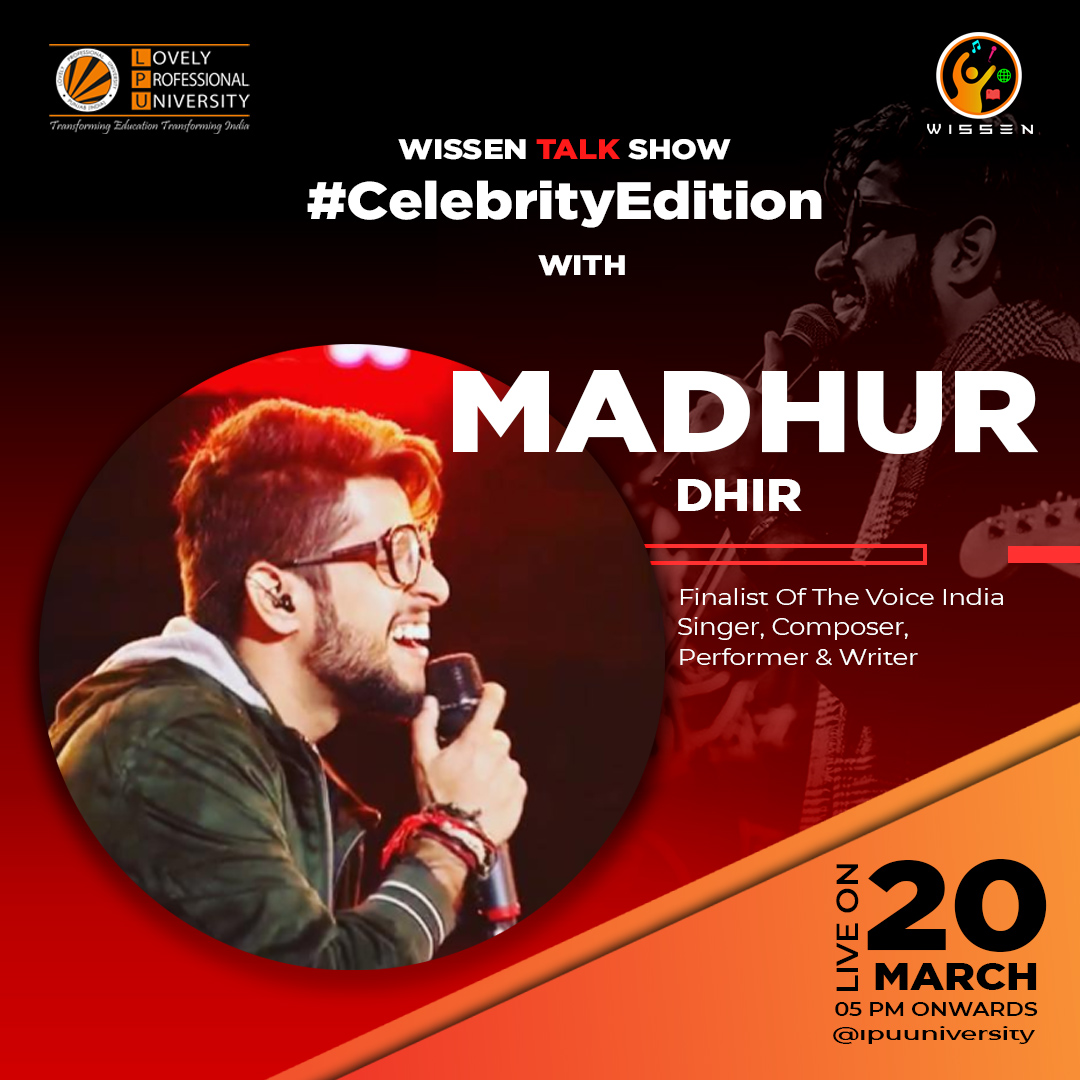 LOVELY
PROFESSIONAL
UNIVERSITY
Transforming Education Transforming India
WISSEN
WISSEN TALK SHOW
#CelebrityEdition
WITH
MADHUR
DHIR
Finalist Of The Voice India
Singer, Composer,
Performer & Writer
LIVE ON
20
MARCH
05 PM ONWARDS
@lpuuniversity